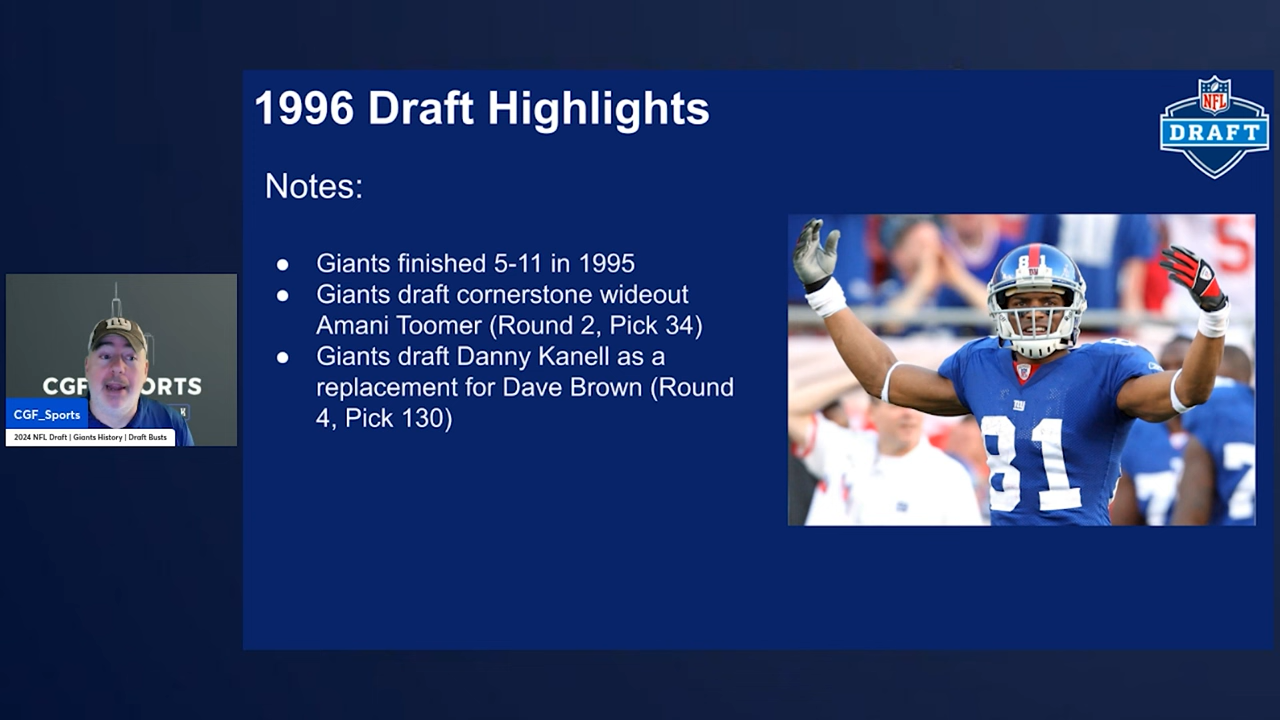 1996 Draft Highlights
NFL
DRAFT
Notes:
● Giants finished 5-11 in 1995
● Giants draft cornerstone wideout
Amani Toomer (Round 2, Pick 34)
● Giants draft Danny Kanell as a
replacement for Dave Brown (Round
4, Pick 130)
81
CGF_Sports
2024 NFL Draft | Giants History | Draft Busts